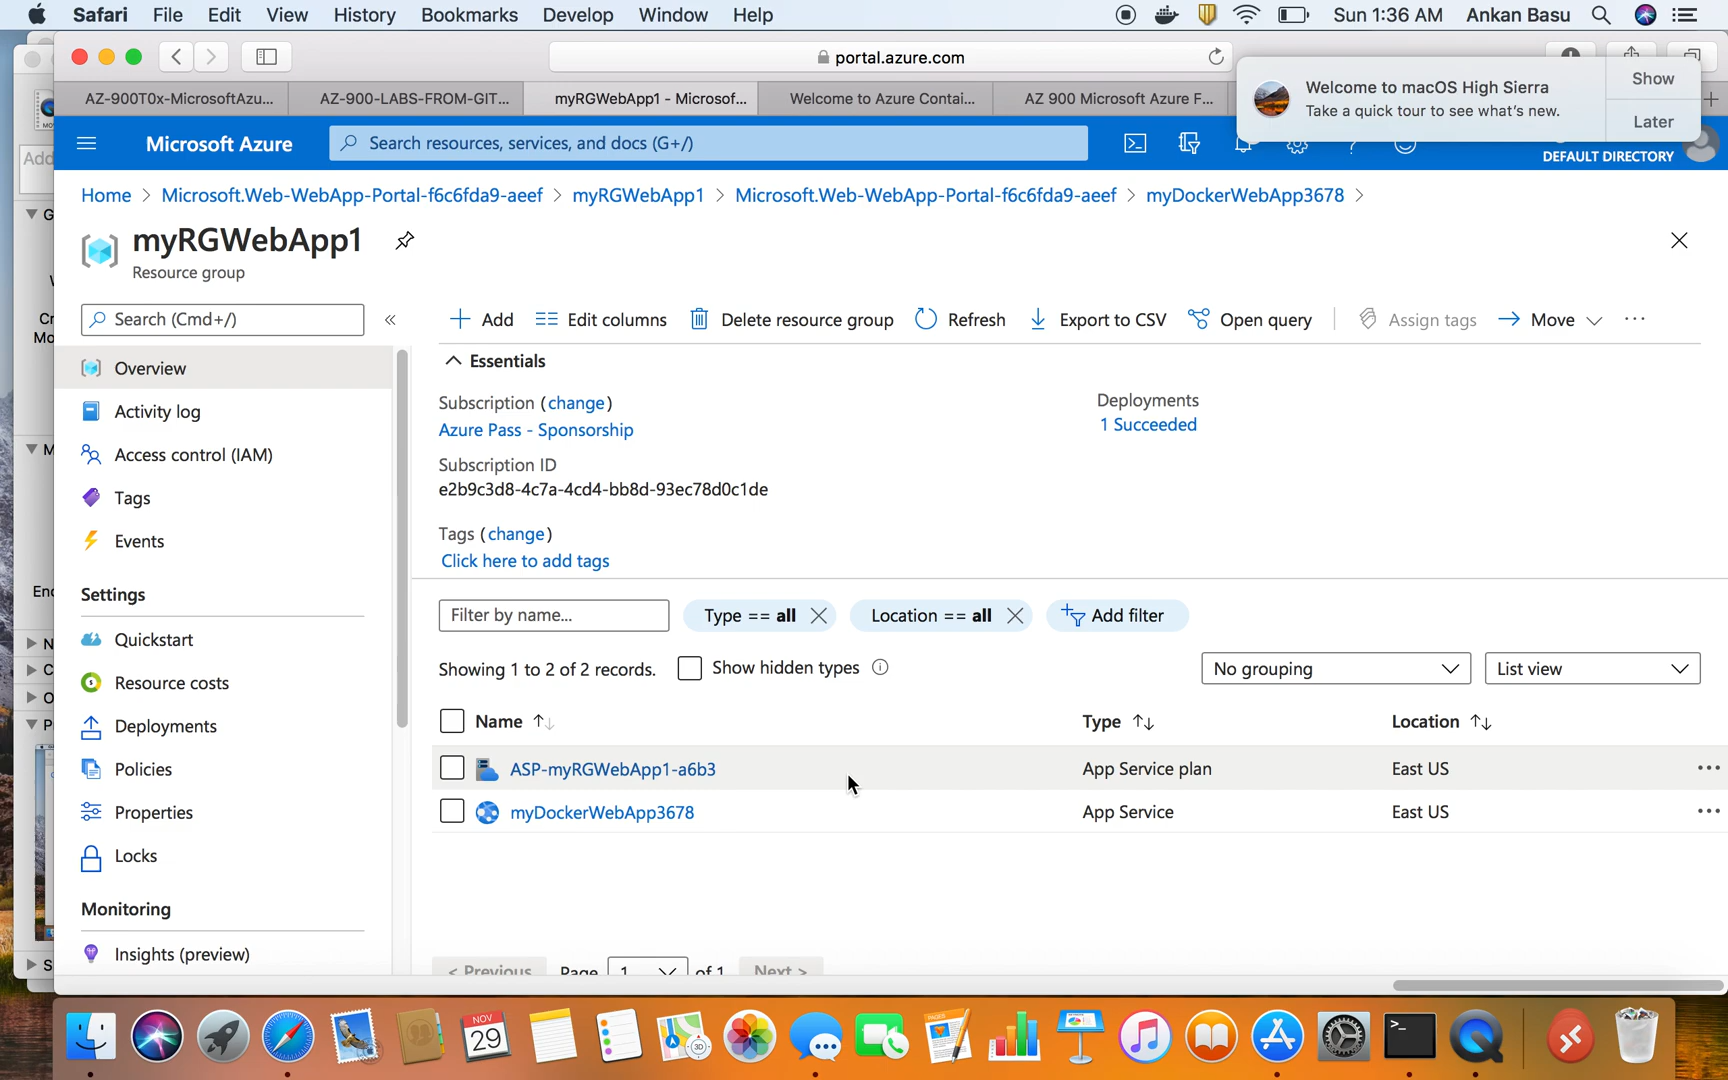 Safari File Edit View History Bookmarks Develop Window Help Sun 1:36 AM Ankan Basu
portal.azure.com
AZ-900T0x-MicrosoftAzu... AZ-900-LABS-FROM-GIT... myRGWebApp1 - Microsof... Welcome to Azure Contai... AZ 900 Microsoft Azure F...
Welcome to macOS High Sierra
Take a quick tour to see what's new.
Show
Later
Microsoft Azure
Search resources, services, and docs (G+/)
DEFAULT DIRECTORY
Home > Microsoft.Web-WebApp-Portal-f6c6fda9-aeef > myRGWebApp1 > Microsoft.Web-WebApp-Portal-f6c6fda9-aeef > myDockerWebApp3678 >
myRGWebApp1
Resource group
Search (Cmd+/)
«
Add
Edit columns
Delete resource group
Refresh
Export to CSV
Open query
Assign tags
Move
...
Overview
Activity log
Access control (IAM)
Tags
Events
Settings
Quickstart
Resource costs
Deployments
Policies
Properties
Locks
Monitoring
Insights (preview)
Essentials
Subscription (change)
Azure Pass - Sponsorship
Subscription ID
e2b9c3d8-4c7a-4cd4-bb8d-93ec78d0c1de
Tags (change)
Click here to add tags
Deployments
1 Succeeded
Filter by name...
Type == all
Location == all
Add filter
Showing 1 to 2 of 2 records.
Show hidden types
No grouping
List view
Name Type Location
ASP-myRGWebApp1-a6b3 App Service plan East US
myDockerWebApp3678 App Service East US
< Previous Page 1 of 1 Next >
NOV
29
PAGES
3D